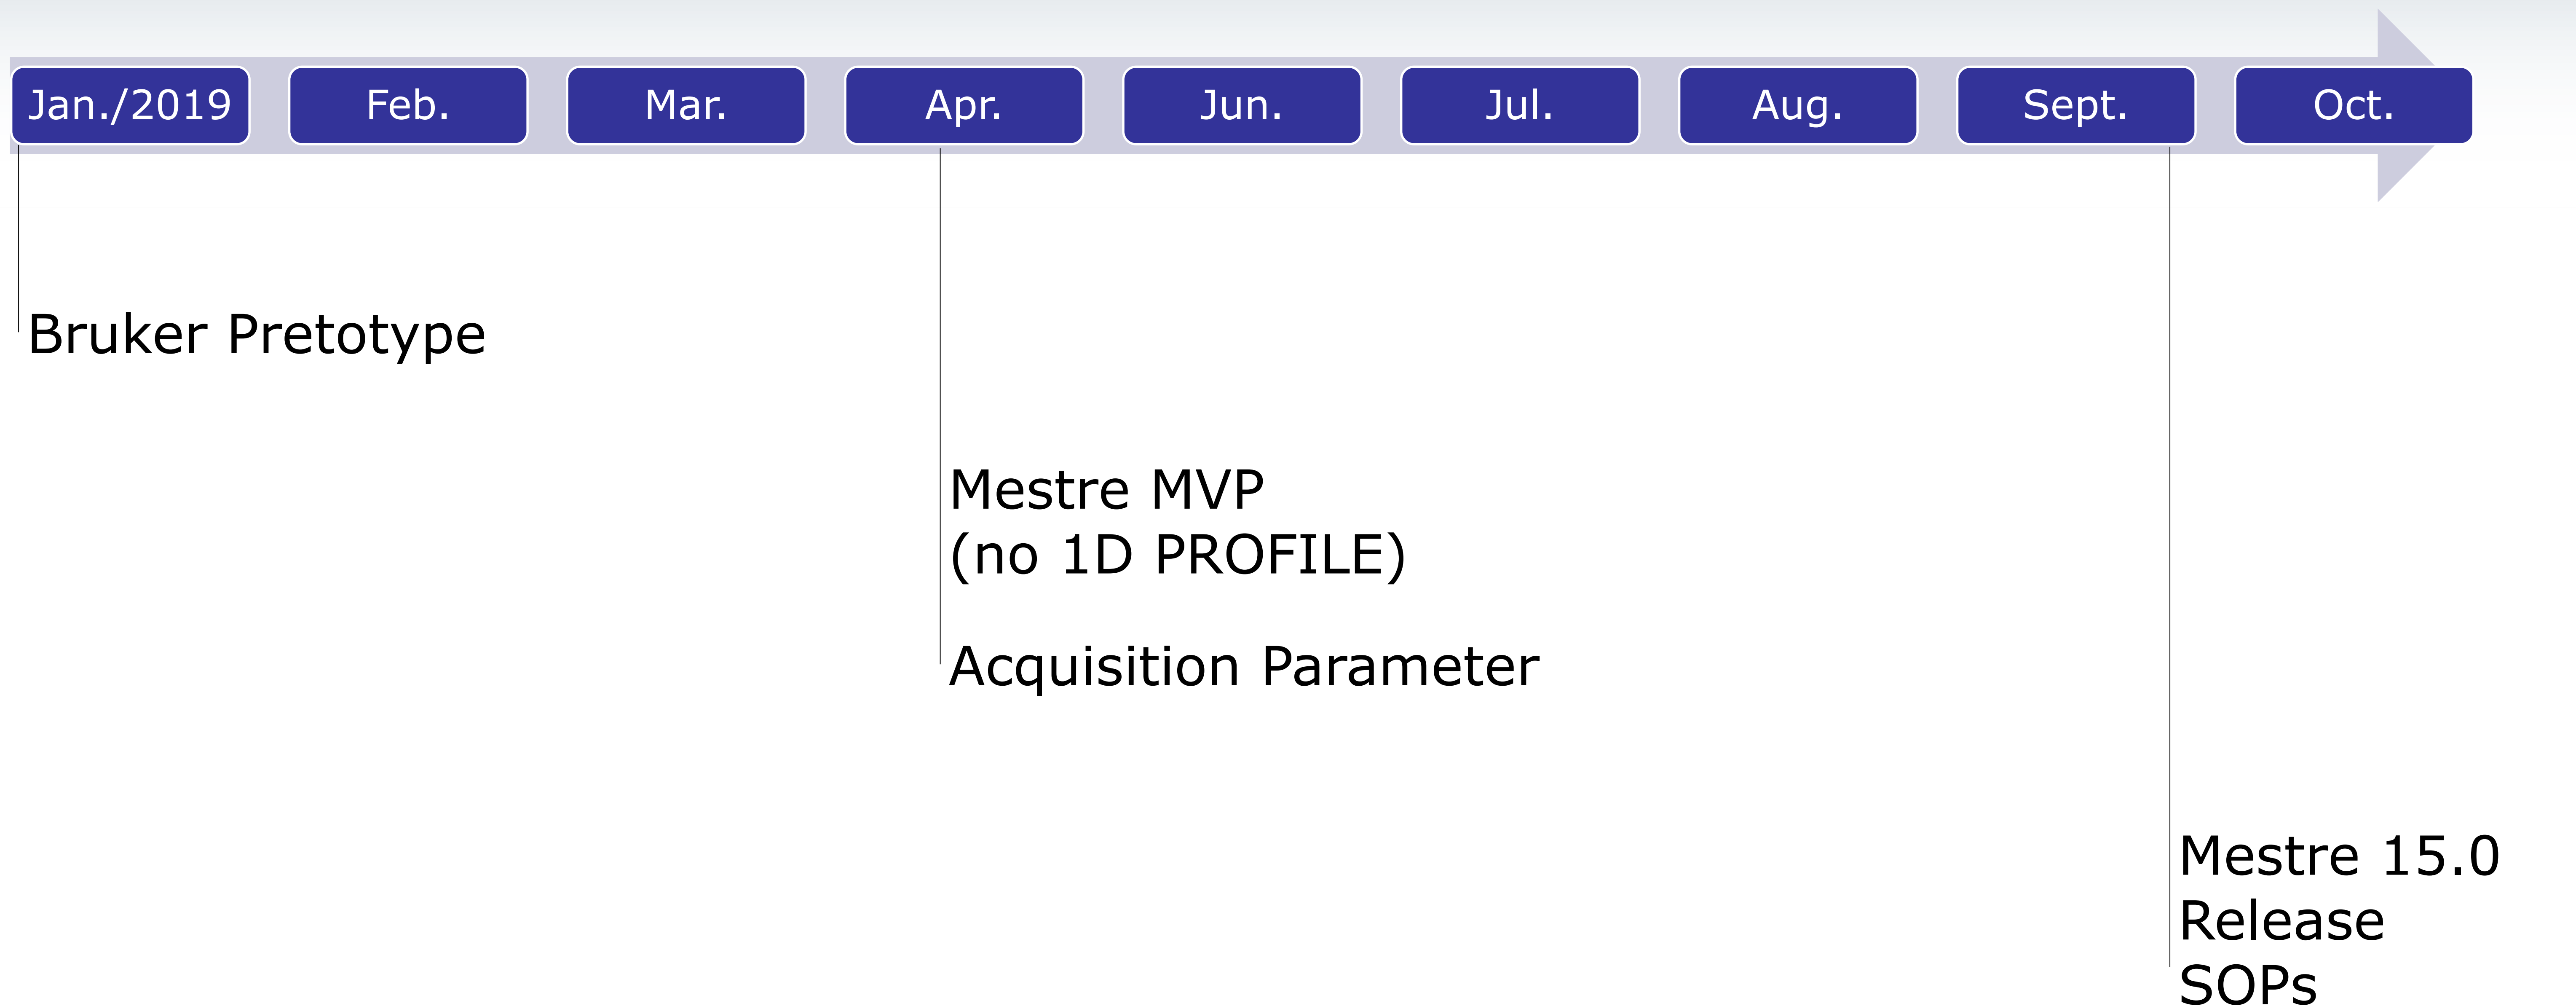 Jan./2019
Feb.
Mar.
Apr.
Jun.
Jul.
Aug.
Sept.
Oct.
Bruker Pretotype
Mestre MVP
(no 1D PROFILE)
Acquisition Parameter
Mestre 15.0
Release
SOPs